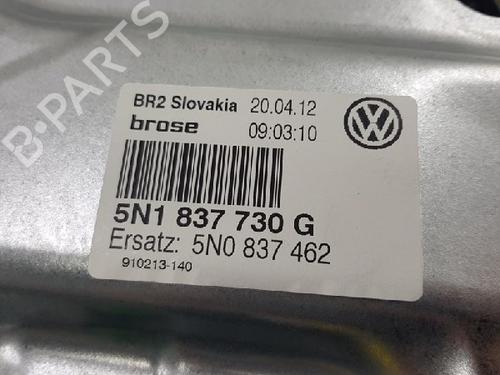 B-PARTS
BR2 Slovakia 20.04.12
brose 09:03:10
5N1 837 730 G
Ersatz: 5N0 837 462
910213-140